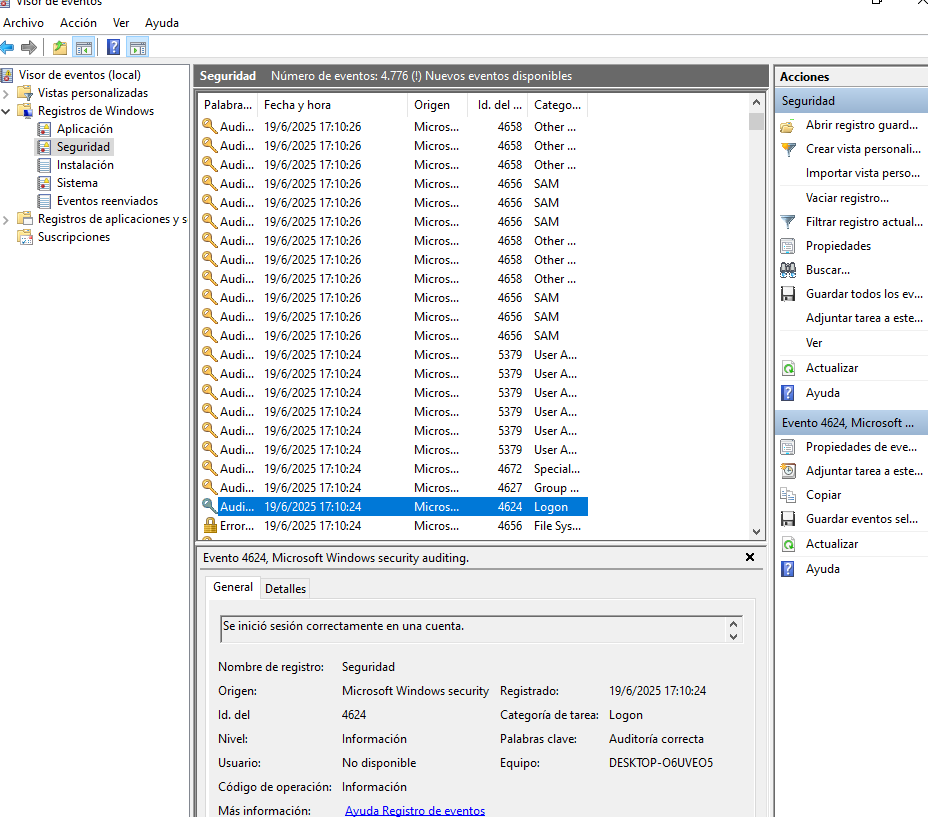 Visor de eventos
Archivo Acción Ver Ayuda
Visor de eventos (local)
Vistas personalizadas
Registros de Windows
Aplicación
Seguridad
Instalación
Sistema
Eventos reenviados
Registros de aplicaciones y s
Suscripciones
Seguridad Número de eventos: 4.776 (!) Nuevos eventos disponibles
Palabra... Fecha y hora Origen Id. del ... Catego...
Audi... 19/6/2025 17:10:26 Micros... 4658 Other ...
Audi... 19/6/2025 17:10:26 Micros... 4658 Other ...
Audi... 19/6/2025 17:10:26 Micros... 4658 Other ...
Audi... 19/6/2025 17:10:26 Micros... 4656 SAM
Audi... 19/6/2025 17:10:26 Micros... 4656 SAM
Audi... 19/6/2025 17:10:26 Micros... 4656 SAM
Audi... 19/6/2025 17:10:26 Micros... 4658 Other ...
Audi... 19/6/2025 17:10:26 Micros... 4658 Other ...
Audi... 19/6/2025 17:10:26 Micros... 4658 Other ...
Audi... 19/6/2025 17:10:26 Micros... 4656 SAM
Audi... 19/6/2025 17:10:26 Micros... 4656 SAM
Audi... 19/6/2025 17:10:26 Micros... 4656 SAM
Audi... 19/6/2025 17:10:24 Micros... 5379 User A...
Audi... 19/6/2025 17:10:24 Micros... 5379 User A...
Audi... 19/6/2025 17:10:24 Micros... 5379 User A...
Audi... 19/6/2025 17:10:24 Micros... 5379 User A...
Audi... 19/6/2025 17:10:24 Micros... 5379 User A...
Audi... 19/6/2025 17:10:24 Micros... 5379 User A...
Audi... 19/6/2025 17:10:24 Micros... 4672 Special...
Audi... 19/6/2025 17:10:24 Micros... 4627 Group ...
Audi... 19/6/2025 17:10:24 Micros... 4624 Logon
Error... 19/6/2025 17:10:24 Micros... 4656 File Sys...
Evento 4624, Microsoft Windows security auditing.
General Detalles
Se inició sesión correctamente en una cuenta.
Nombre de registro: Seguridad
Origen: Microsoft Windows security Registrado: 19/6/2025 17:10:24
Id. del 4624 Categoría de tarea: Logon
Nivel: Información Palabras clave: Auditoría correcta
Usuario: No disponible Equipo: DESKTOP-O6UVEO5
Código de operación: Información
Más información: Ayuda Registro de eventos
Acciones
Seguridad
Abrir registro guard...
Crear vista personali...
Importar vista perso...
Vaciar registro...
Filtrar registro actual...
Propiedades
Buscar...
Guardar todos los ev...
Adjuntar tarea a este...
Ver
Actualizar
Ayuda
Evento 4624, Microsoft ...
Propiedades de eve...
Adjuntar tarea a este...
Copiar
Guardar eventos sel...
Actualizar
Ayuda